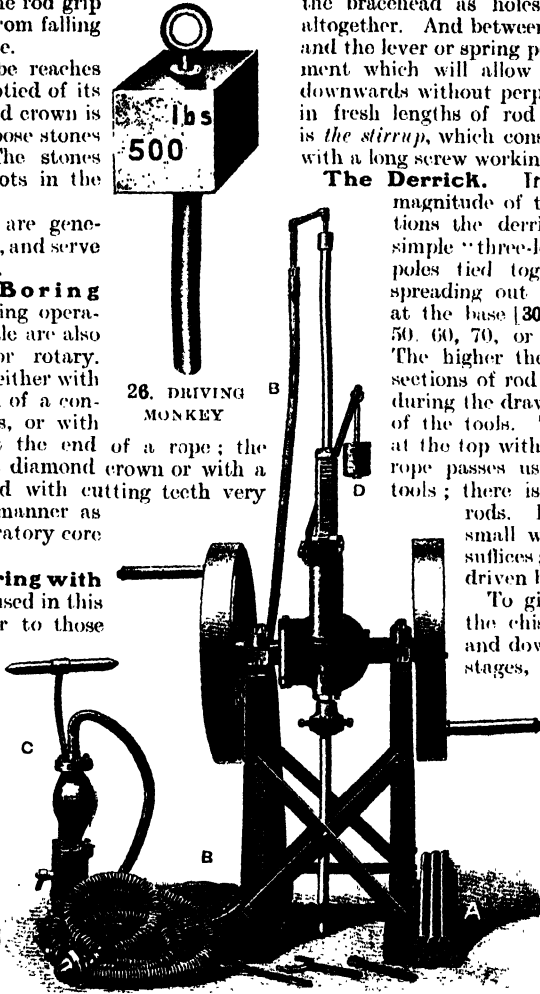 the rod grip
from falling
reaches
emptied of its
d crown is
loose stones
The stones
in the
are gene-
, and serve
Boring
ing opera-
le are also
or rotary.
either with
of a con-
s, or with
the end of a rope ; the
diamond crown or with a
d with cutting teeth very
manner as
ratory core
ring with
used in this
r to those
lbs
500
26. DRIVING
MONKEY
the bracehead as holes
altogether. And between
and the lever or spring p
ment which will allow
downwards without perp
in fresh lengths of rod
is the stirrup, which cons
with a long screw workin
The Derrick. In
magnitude of t
tions the derri
simple "three-l
poles tied tog
spreading out
at the base [30
50, 60, 70, or
The higher the
sections of rod
during the draw
of the tools.
at the top with
rope passes us
tools ; there is
rods.
small w
suffices ;
driven b
To gi
the chis
and dow
stages,
B
D
C
B
A